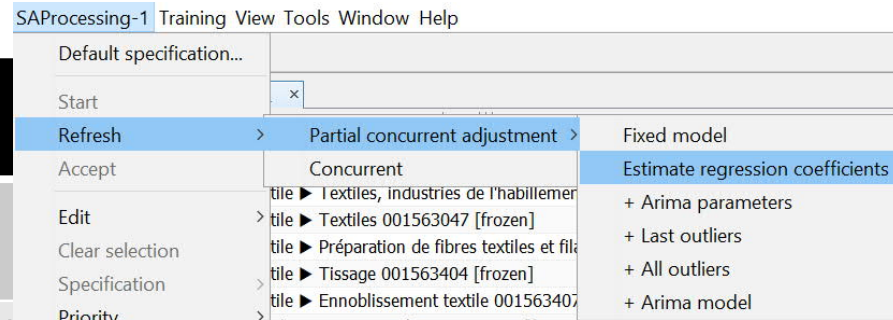 SAProcessing-1 Training View Tools Window Help
Default specification...
Start
Refresh
Accept
Edit
Clear selection
Specification
Priority
Partial concurrent adjustment
Concurrent
Fixed model
Estimate regression coefficients
+ Arima parameters
+ Last outliers
+ All outliers
+ Arima model
tile ▶ Textiles, industries de l'habillemen
tile ▶ Textiles 001563047 [frozen]
tile ▶ Préparation de fibres textiles et fila
tile ▶ Tissage 001563404 [frozen]
tile ▶ Ennoblissement textile 001563407